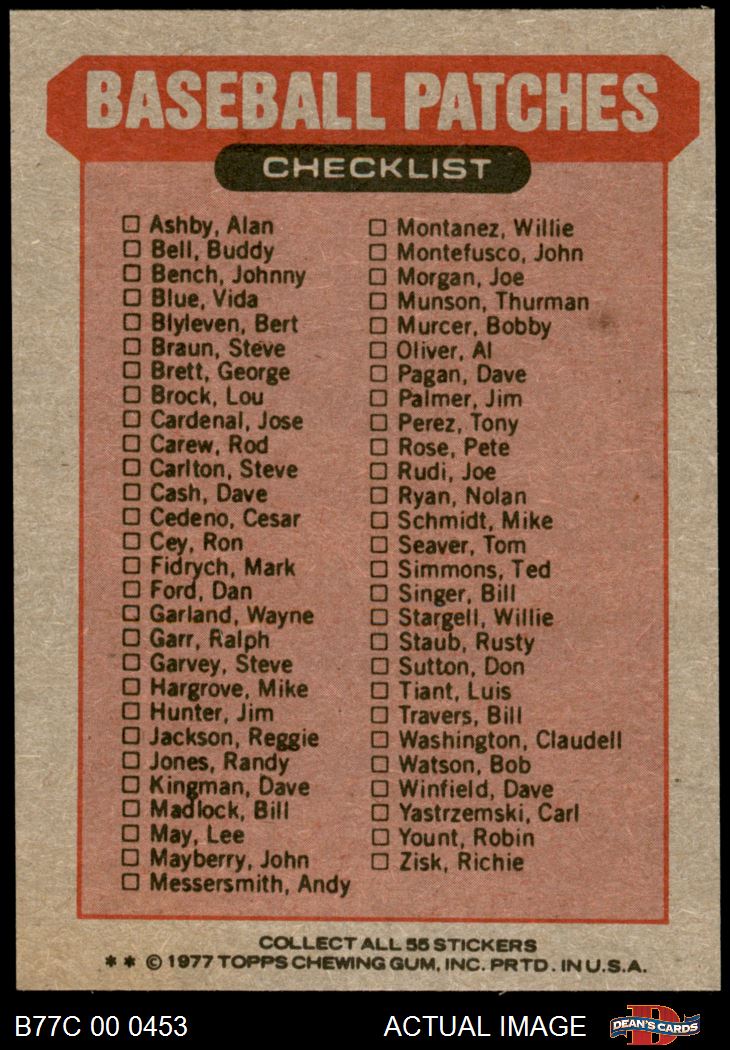 BASEBALL PATCHES
CHECKLIST
Ashby, Alan
Bell, Buddy
Bench, Johnny
Blue, Vida
Blyleven, Bert
Braun, Steve
Brett, George
Brock, Lou
Cardenal, Jose
Carew, Rod
Carlton, Steve
Cash, Dave
Cedeno, Cesar
Cey, Ron
Fidrych, Mark
Ford, Dan
Garland, Wayne
Garr, Ralph
Garvey, Steve
Hargrove, Mike
Hunter, Jim
Jackson, Reggie
Jones, Randy
Kingman, Dave
Madlock, Bill
May, Lee
Mayberry, John
Messersmith, Andy
Montanez, Willie
Montefusco, John
Morgan, Joe
Munson, Thurman
Murcer, Bobby
Oliver, Al
Pagan, Dave
Palmer, Jim
Perez, Tony
Rose, Pete
Rudi, Joe
Ryan, Nolan
Schmidt, Mike
Seaver, Tom
Simmons, Ted
Singer, Bill
Stargell, Willie
Staub, Rusty
Sutton, Don
Tiant, Luis
Travers, Bill
Washington, Claudell
Watson, Bob
Winfield, Dave
Yastrzemski, Carl
Yount, Robin
Zisk, Richie
COLLECT ALL 55 STICKERS
** © 1977 TOPPS CHEWING GUM, INC. PRTD. IN U.S.A.
B77C 00 0453 ACTUAL IMAGE
D
DEAN'S CARDS